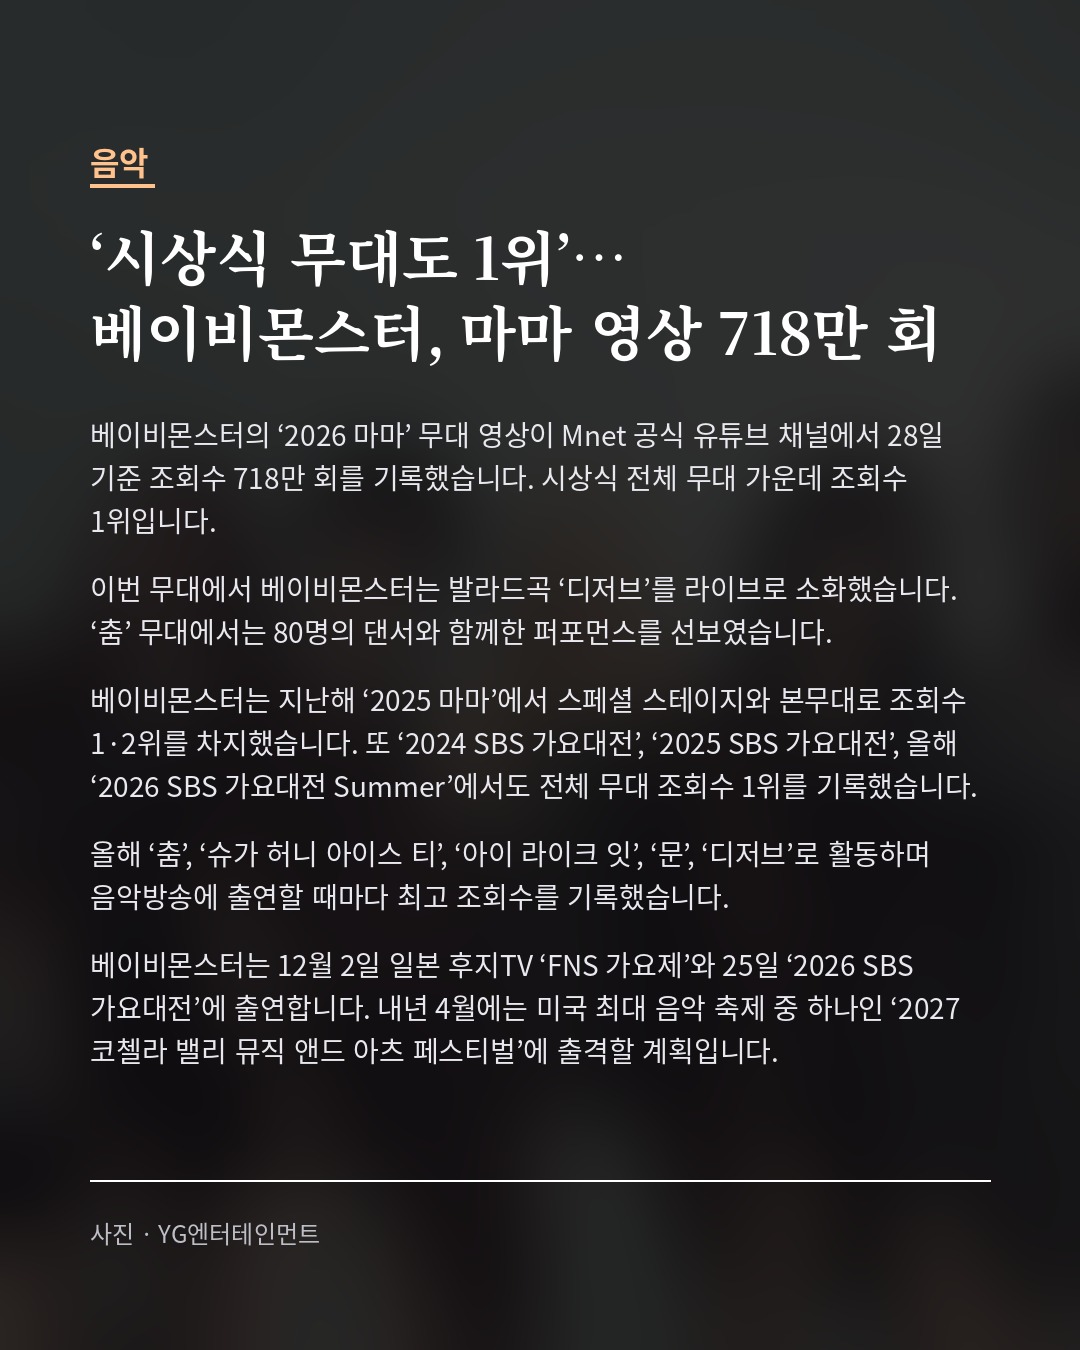 음악
‘시상식 무대도 1위’…
베이비몬스터, 마마 영상 718만 회
베이비몬스터의 ‘2026 마마’ 무대 영상이 Mnet 공식 유튜브 채널에서 28일
기준 조회수 718만 회를 기록했습니다. 시상식 전체 무대 가운데 조회수
1위입니다.
이번 무대에서 베이비몬스터는 발라드곡 ‘디저브’를 라이브로 소화했습니다.
‘춤’ 무대에서는 80명의 댄서와 함께한 퍼포먼스를 선보였습니다.
베이비몬스터는 지난해 ‘2025 마마’에서 스페셜 스테이지와 본무대로 조회수
1·2위를 차지했습니다. 또 ‘2024 SBS 가요대전’, ‘2025 SBS 가요대전’, 올해
‘2026 SBS 가요대전 Summer’에서도 전체 무대 조회수 1위를 기록했습니다.
올해 ‘춤’, ‘슈가 허니 아이스 티’, ‘아이 라이크 잇’, ‘문’, ‘디저브’로 활동하며
음악방송에 출연할 때마다 최고 조회수를 기록했습니다.
베이비몬스터는 12월 2일 일본 후지TV ‘FNS 가요제’와 25일 ‘2026 SBS
가요대전’에 출연합니다. 내년 4월에는 미국 최대 음악 축제 중 하나인 ‘2027
코첼라 밸리 뮤직 앤드 아츠 페스티벌’에 출격할 계획입니다.
사진 · YG엔터테인먼트